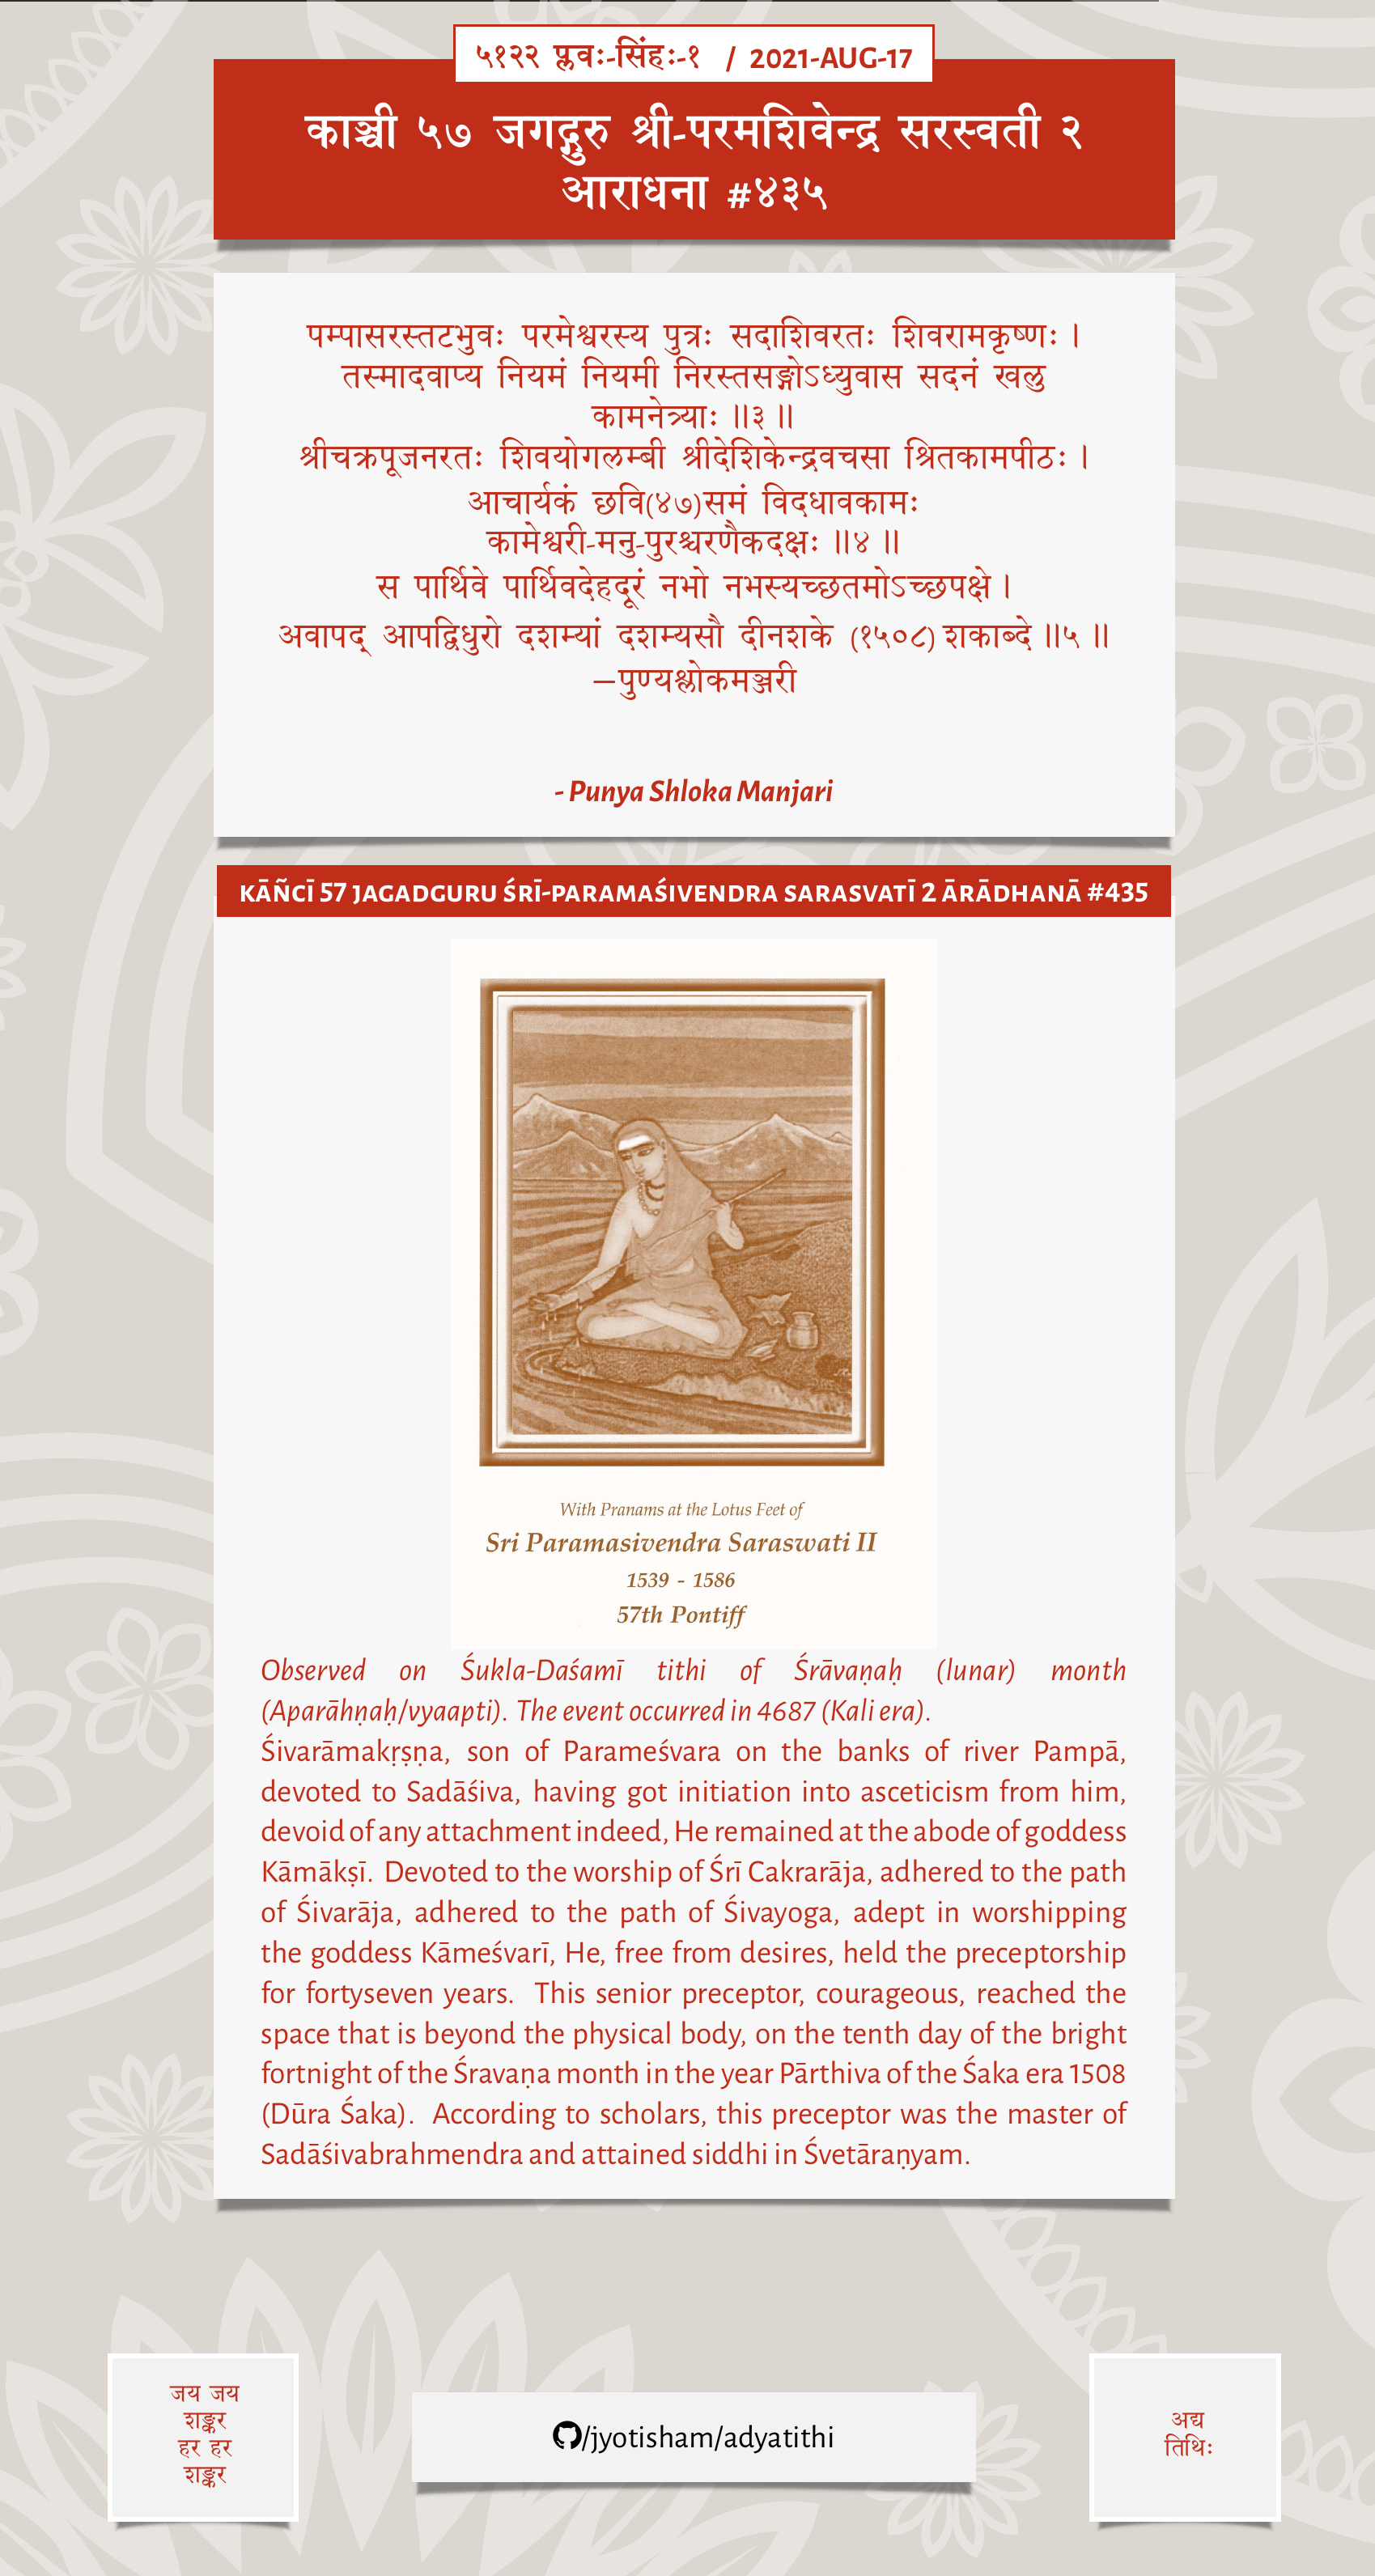 ५१२२ प्लवः-सिंहः-१ / 2021-AUG-17
काञ्ची ५७ जगद्गुरु श्री-परमशिवेन्द्र सरस्वती २
आराधना #४३५
पम्पासरस्तटभुवः परमेश्वरस्य पुत्रः सदाशिवरतः शिवरामकृष्णः ।
तस्मादवाप्य नियमं नियमी निरस्तसङ्गोऽध्युवास सदनं खलु
कामनेत्र्याः ॥३॥
श्रीचक्रपूजनरतः शिवयोगलम्बी श्रीदेशिकेन्द्रवचसा श्रितकामपीठः ।
आचार्यकं छवि(४७)समं विदधावकामः
कामेश्वरी-मनु-पुरश्चरणैकदक्षः ॥४॥
स पार्थिवे पार्थिवदेहदूरं नभो नभस्यच्छतमोऽच्छपक्षे ।
अवापद् आपद्विधुरो दशम्यां दशम्यसौ दीनशके (१५०८) शकाब्दे ॥५॥
—पुण्यश्लोकमञ्जरी
- Punya Shloka Manjari
KĀÑCĪ 57 JAGADGURU ŚRĪ-PARAMAŚIVENDRA SARASVATĪ 2 ĀRĀDHANĀ #435
With Pranams at the Lotus Feet of
Sri Paramasivendra Saraswati II
1539 - 1586
57th Pontiff
Observed on Śukla-Daśamī tithi of Śrāvaṇaḥ (lunar) month
(Aparāhṇaḥ/vyaapti). The event occurred in 4687 (Kali era).
Śivarāmakṛṣṇa, son of Parameśvara on the banks of river Pampā,
devoted to Sadāśiva, having got initiation into asceticism from him,
devoid of any attachment indeed, He remained at the abode of goddess
Kāmākṣī. Devoted to the worship of Śrī Cakrarāja, adhered to the path
of Śivarāja, adhered to the path of Śivayoga, adept in worshipping
the goddess Kāmeśvarī, He, free from desires, held the preceptorship
for fortyseven years. This senior preceptor, courageous, reached the
space that is beyond the physical body, on the tenth day of the bright
fortnight of the Śravaṇa month in the year Pārthiva of the Śaka era 1508
(Dūra Śaka). According to scholars, this preceptor was the master of
Sadāśivabrahmendra and attained siddhi in Śvetāraṇyam.
जय जय
शङ्कर
हर हर
शङ्कर
/jyotisham/adyatithi
अद्य
तिथिः